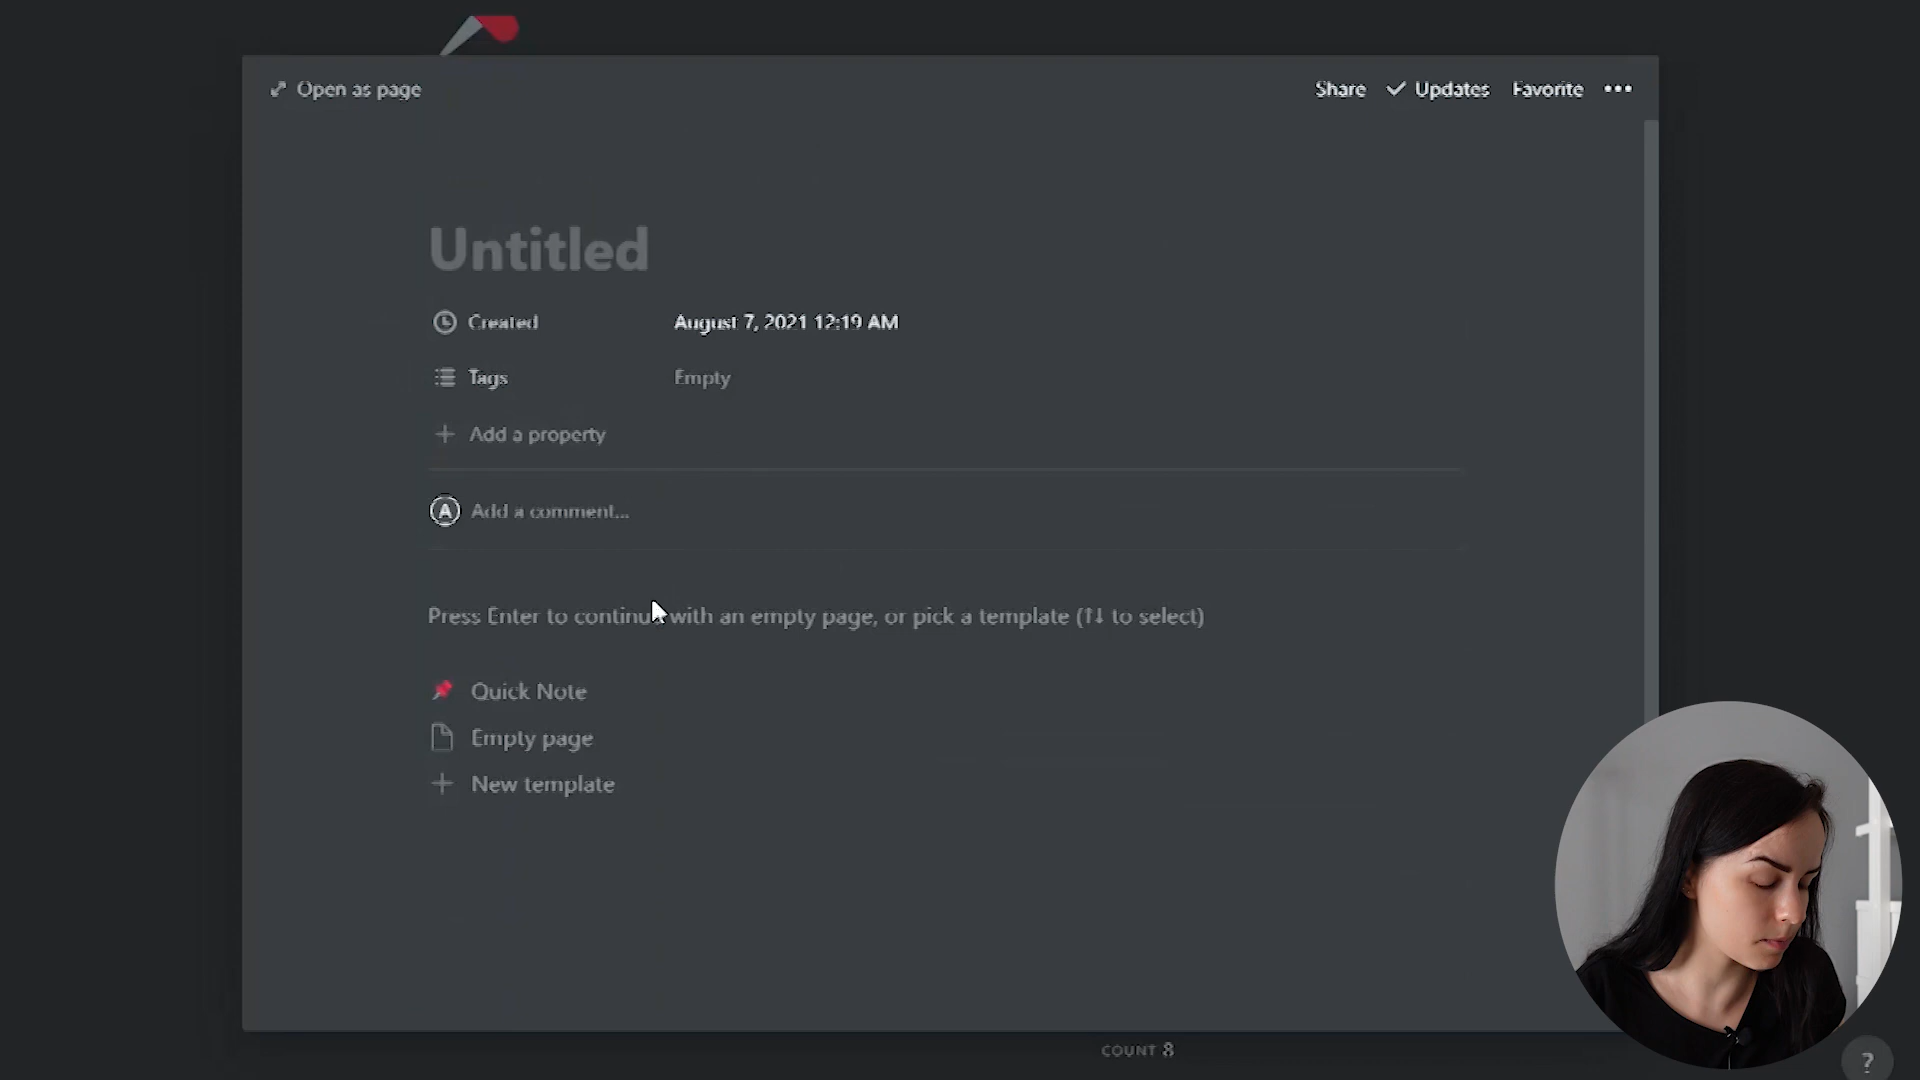 Open as page
Share Updates Favorite
Untitled
Created August 7, 2021 12:19 AM
Tags Empty
Add a property
A Add a comment...
Press Enter to continue with an empty page, or pick a template (↑↓ to select)
Quick Note
Empty page
New template
COUNT 8
?